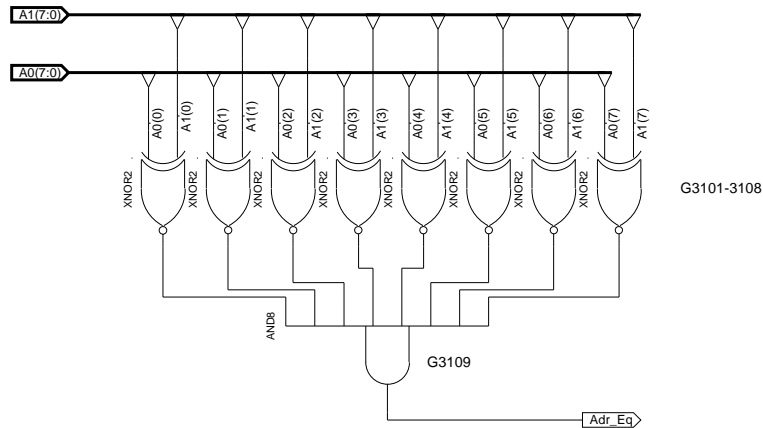 A1(7:0)
A0(7:0)
A0(0)
A1(0)
A0(1)
A1(1)
A0(2)
A1(2)
A0(3)
A1(3)
A0(4)
A1(4)
A0(5)
A1(5)
A0(6)
A1(6)
A0(7)
A1(7)
XNOR2
XNOR2
XNOR2
XNOR2
XNOR2
XNOR2
XNOR2
XNOR2
G3101-3108
AND8
G3109
Adr_Eq